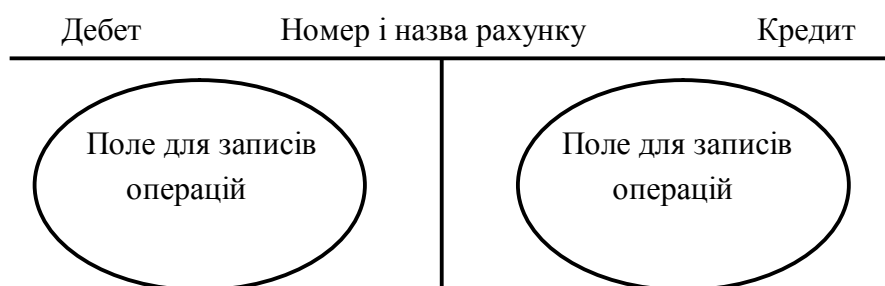 Дебет Номер і назва рахунку Кредит
Поле для записів
операцій
Поле для записів
операцій